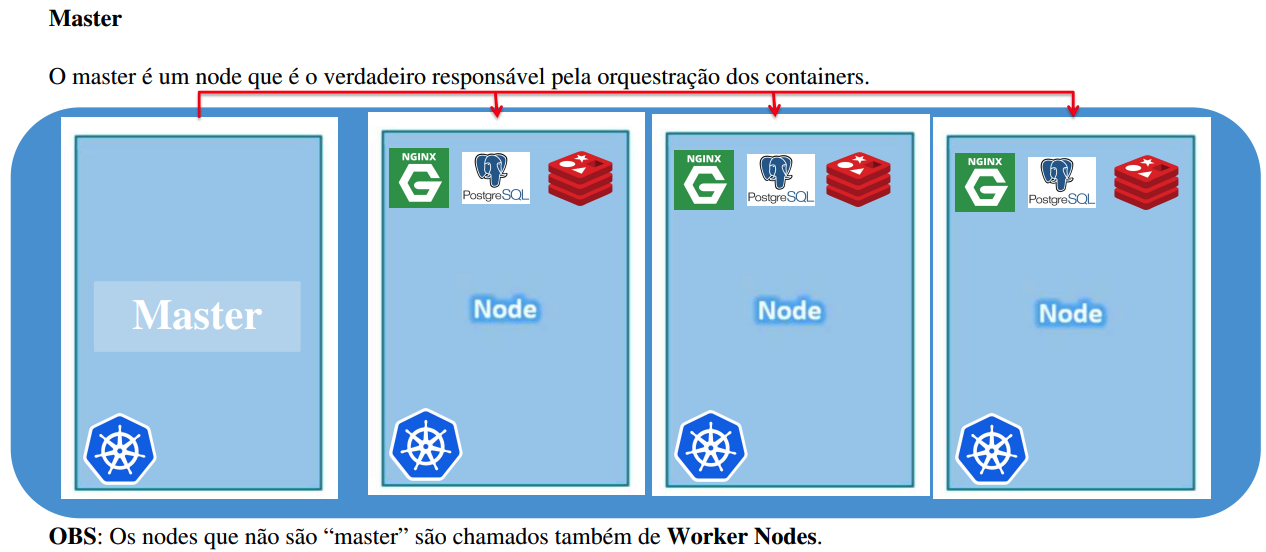 Master
O master é um node que é o verdadeiro responsável pela orquestração dos containers.
NGINX
PostgreSQL
NGINX
PostgreSQL
NGINX
PostgreSQL
Master
Node
Node
Node
OBS: Os nodes que não são “master” são chamados também de Worker Nodes.